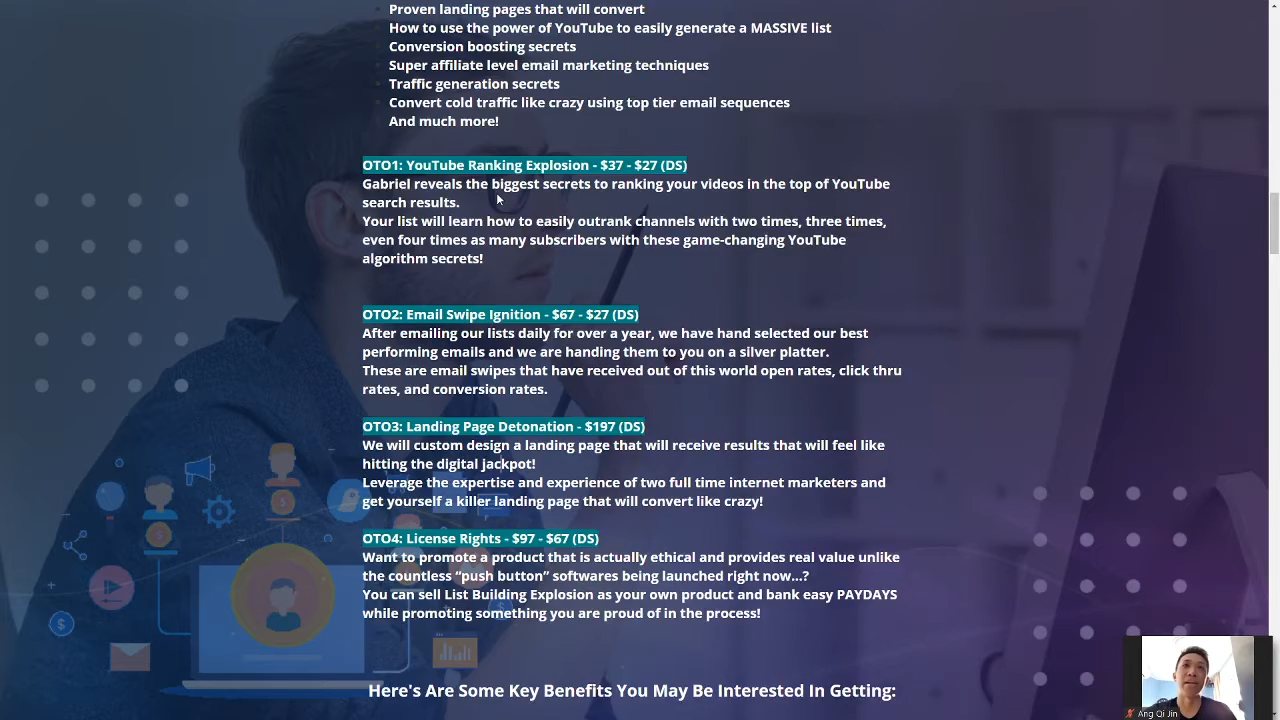 Proven landing pages that will convert
How to use the power of YouTube to easily generate a MASSIVE list
Conversion boosting secrets
Super affiliate level email marketing techniques
Traffic generation secrets
Convert cold traffic like crazy using top tier email sequences
And much more!
OTO1: YouTube Ranking Explosion - $37 - $27 (DS)
Gabriel reveals the biggest secrets to ranking your videos in the top of YouTube
search results.
Your list will learn how to easily outrank channels with two times, three times,
even four times as many subscribers with these game-changing YouTube
algorithm secrets!
OTO2: Email Swipe Ignition - $67 - $27 (DS)
After emailing our lists daily for over a year, we have hand selected our best
performing emails and we are handing them to you on a silver platter.
These are email swipes that have received out of this world open rates, click thru
rates, and conversion rates.
OTO3: Landing Page Detonation - $197 (DS)
We will custom design a landing page that will receive results that will feel like
hitting the digital jackpot!
Leverage the expertise and experience of two full time internet marketers and
get yourself a killer landing page that will convert like crazy!
OTO4: License Rights - $97 - $67 (DS)
Want to promote a product that is actually ethical and provides real value unlike
the countless “push button” softwares being launched right now...?
You can sell List Building Explosion as your own product and bank easy PAYDAYS
while promoting something you are proud of in the process!
Here's Are Some Key Benefits You May Be Interested In Getting:
Ang Qi Jin